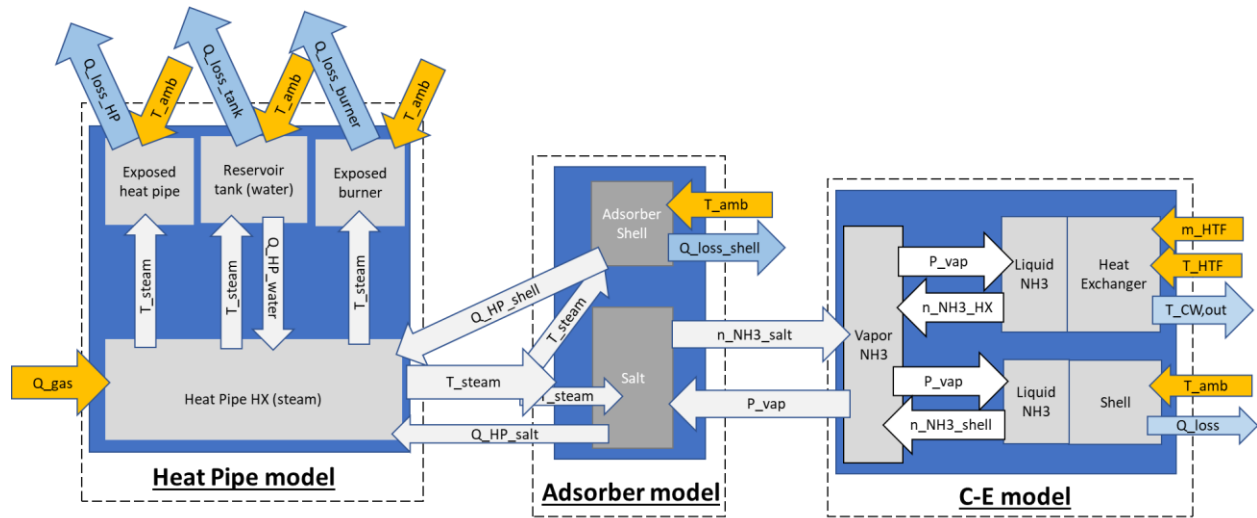 Q_loss_HP
T_amb
Q_loss_tank
T_amb
Q_loss_burner
T_amb
Exposed
heat pipe
Reservoir
tank (water)
Exposed
burner
T_steam
T_steam
Q_HP_water
T_steam
Q_gas
Heat Pipe HX (steam)
Heat Pipe model
Adsorber
Shell
T_amb
Q_loss_shell
Q_HP_shell
T_steam
T_steam
T_steam
Q_HP_salt
Salt
n_NH3_salt
P_vap
Adsorber model
Vapor
NH3
P_vap
n_NH3_HX
Liquid
NH3
Heat
Exchanger
m_HTF
T_HTF
T_CW,out
P_vap
n_NH3_shell
Liquid
NH3
Shell
T_amb
Q_loss
C-E model